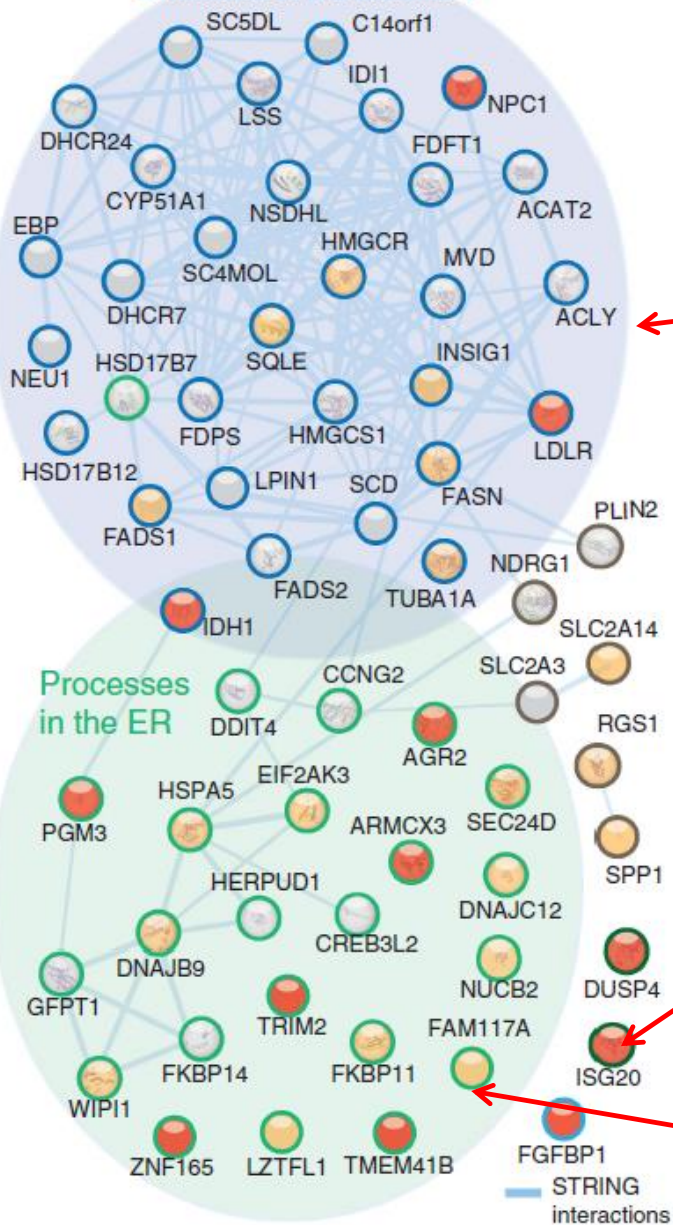 SC5DL
C14orf1
IDI1
LSS
NPC1
DHCR24
FDFT1
CYP51A1
NSDHL
ACAT2
EBP
HMGCR
MVD
SC4MOL
DHCR7
ACLY
SQLE
INSIG1
NEU1
HSD17B7
FDPS
HMGCS1
LDLR
HSD17B12
LPIN1
SCD
FASN
PLIN2
FADS1
NDRG1
FADS2
TUBA1A
IDH1
SLC2A14
CCNG2
SLC2A3
Processes
in the ER
DDIT4
RGS1
AGR2
EIF2AK3
HSPA5
SEC24D
PGM3
ARMCX3
SPP1
HERPUD1
DNAJC12
CREB3L2
DNAJB9
NUCB2
DUSP4
GFPT1
TRIM2
FAM117A
FKBP14
FKBP11
ISG20
WIPI1
ZNF165
LZTFL1
TMEM41B
FGFBP1
STRING
interactions